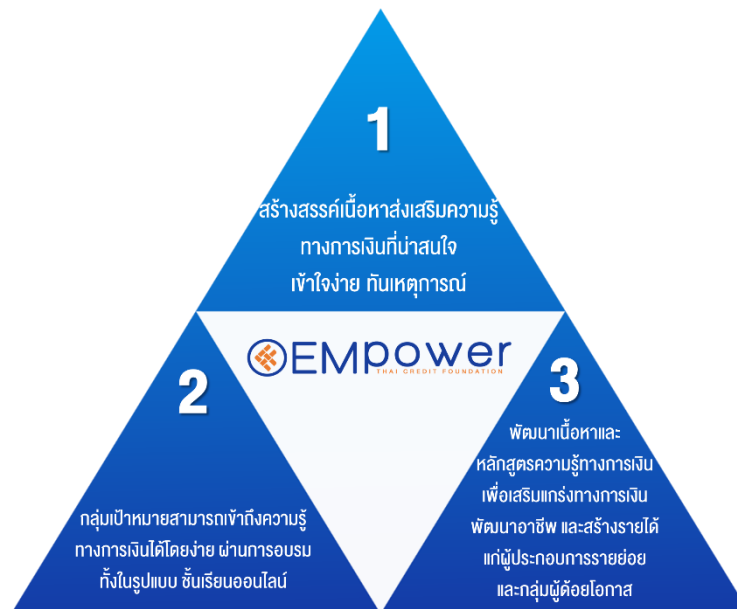 1
สร้างสรรค์เนื้อหาส่งเสริมความรู้
ทางการเงินที่น่าสนใจ
เข้าใจง่าย ทันเหตุการณ์
EMpower
THAI CREDIT FOUNDATION
2
กลุ่มเป้าหมายสามารถเข้าถึงความรู้
ทางการเงินได้โดยง่าย ผ่านการอบรม
ทั้งในรูปแบบ ชั้นเรียนออนไลน์
3
พัฒนาเนื้อหาและ
หลักสูตรความรู้ทางการเงิน
เพื่อเสริมแกร่งทางการเงิน
พัฒนาอาชีพ และสร้างรายได้
แก่ผู้ประกอบการรายย่อย
และกลุ่มผู้ด้อยโอกาส